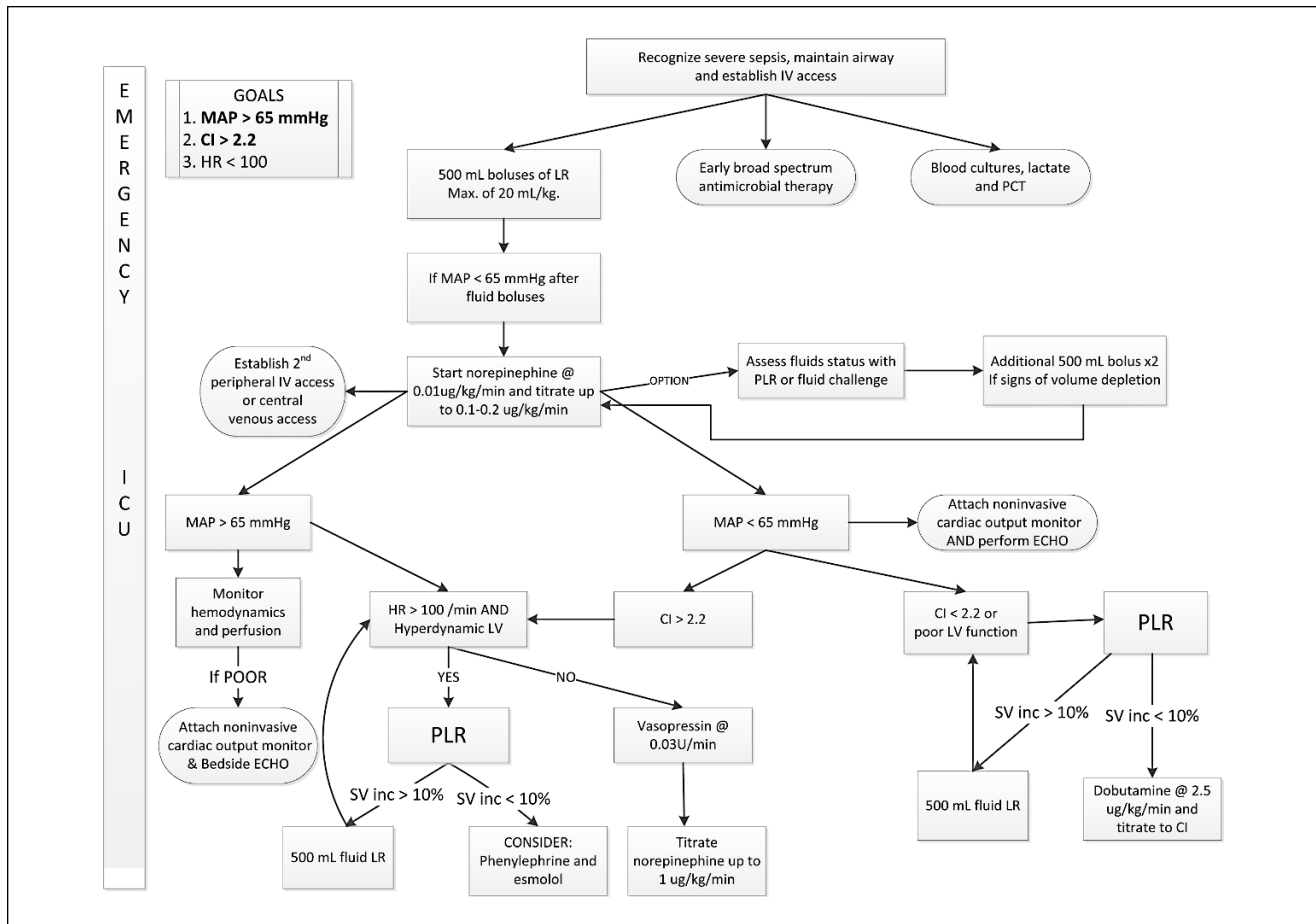 EMERGENCY
ICU
GOALS
1. MAP > 65 mmHg
2. CI > 2.2
3. HR < 100
Recognize severe sepsis, maintain airway
and establish IV access
500 mL boluses of LR
Max. of 20 mL/kg.
Early broad spectrum
antimicrobial therapy
Blood cultures, lactate
and PCT
If MAP < 65 mmHg after
fluid boluses
Establish 2nd
peripheral IV access
or central
venous access
Start norepinephine @
0.01ug/kg/min and titrate up
to 0.1-0.2 ug/kg/min
OPTION
Assess fluids status with
PLR or fluid challenge
Additional 500 mL bolus x2
If signs of volume depletion
MAP > 65 mmHg
MAP < 65 mmHg
Attach noninvasive
cardiac output monitor
AND perform ECHO
Monitor
hemodynamics
and perfusion
HR > 100 /min AND
Hyperdynamic LV
CI > 2.2
CI < 2.2 or
poor LV function
PLR
If POOR
YES
NO
Attach noninvasive
cardiac output monitor
& Bedside ECHO
PLR
Vasopressin @
0.03U/min
SV inc > 10%
SV inc < 10%
SV inc > 10%
SV inc < 10%
500 mL fluid LR
CONSIDER:
Phenylephrine and
esmolol
Titrate
norepinephine up to
1 ug/kg/min
500 mL fluid LR
Dobutamine @ 2.5
ug/kg/min and
titrate to CI